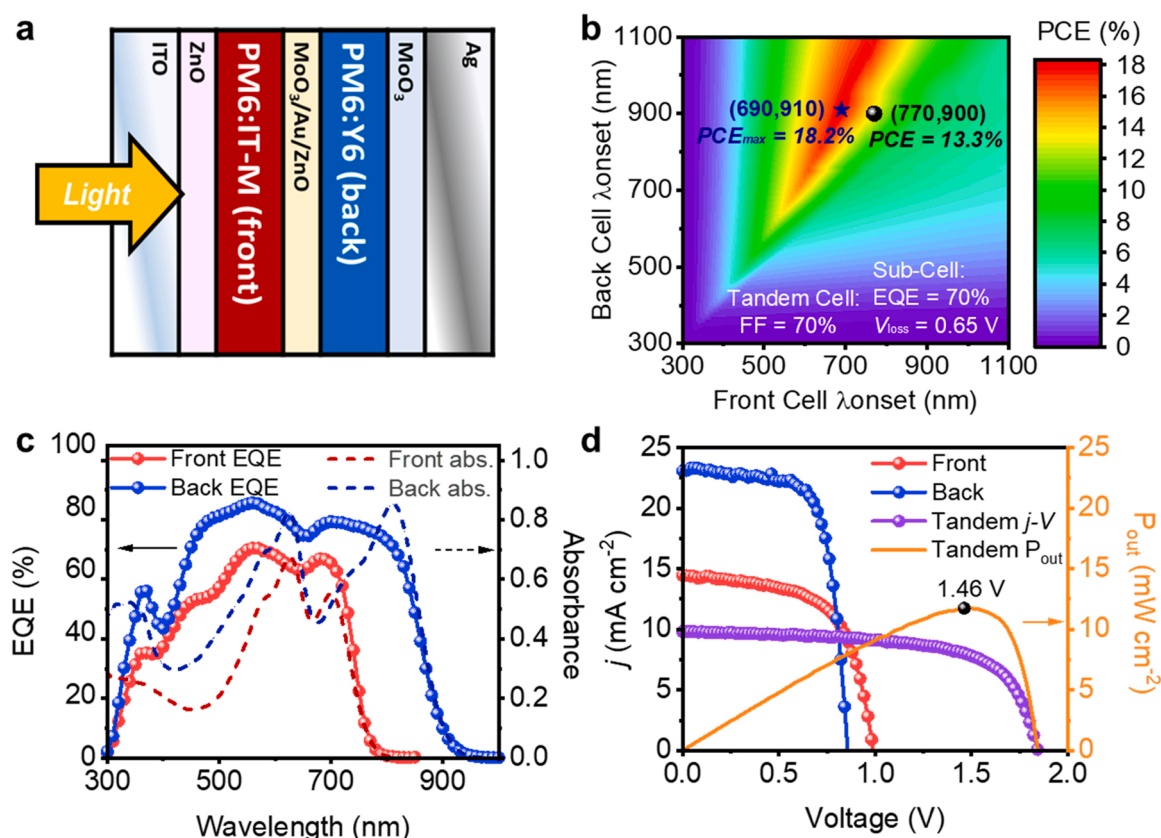 a
Light
ITO
ZnO
PM6:IT-M (front)
MoO₃/Au/ZnO
PM6:Y6 (back)
MoO₃
Ag
b
PCE (%)
Back Cell λonset (nm)
1100
900
700
500
300
(690,910)
PCEmax = 18.2%
(770,900)
PCE = 13.3%
Tandem Cell:
FF = 70%
Sub-Cell:
EQE = 70%
Vloss = 0.65 V
300 500 700 900 1100
Front Cell λonset (nm)
18
16
14
12
10
8
6
4
2
0
c
EQE (%)
100
80
60
40
20
0
Front EQE
Back EQE
Front abs.
Back abs.
1.0
0.8
0.6
0.4
0.2
0.0
Absorbance
300 500 700 900
Wavelength (nm)
d
j (mA cm⁻²)
25
20
15
10
5
0
Front
Back
Tandem j-V
Tandem Pout
1.46 V
25
20
15
10
5
0
Pout (mW cm⁻²)
0.0 0.5 1.0 1.5 2.0
Voltage (V)